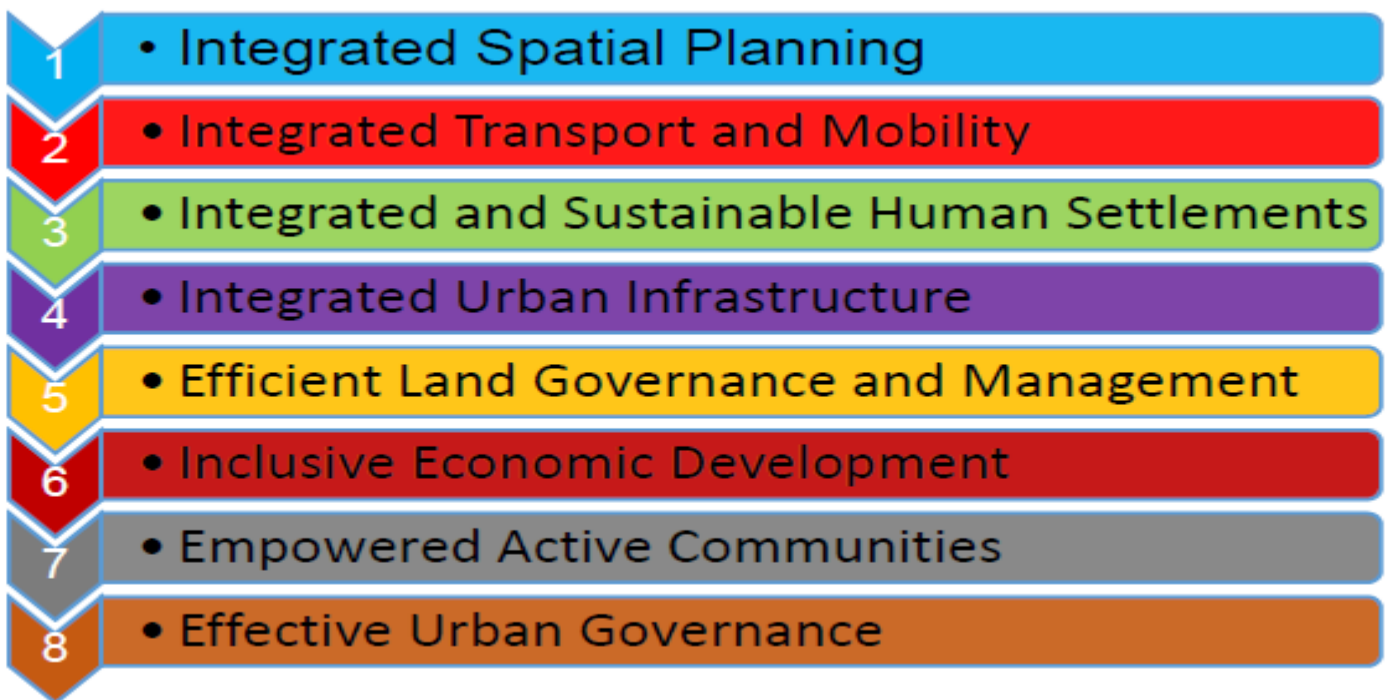 1 • Integrated Spatial Planning
2 • Integrated Transport and Mobility
3 • Integrated and Sustainable Human Settlements
4 • Integrated Urban Infrastructure
5 • Efficient Land Governance and Management
6 • Inclusive Economic Development
7 • Empowered Active Communities
8 • Effective Urban Governance